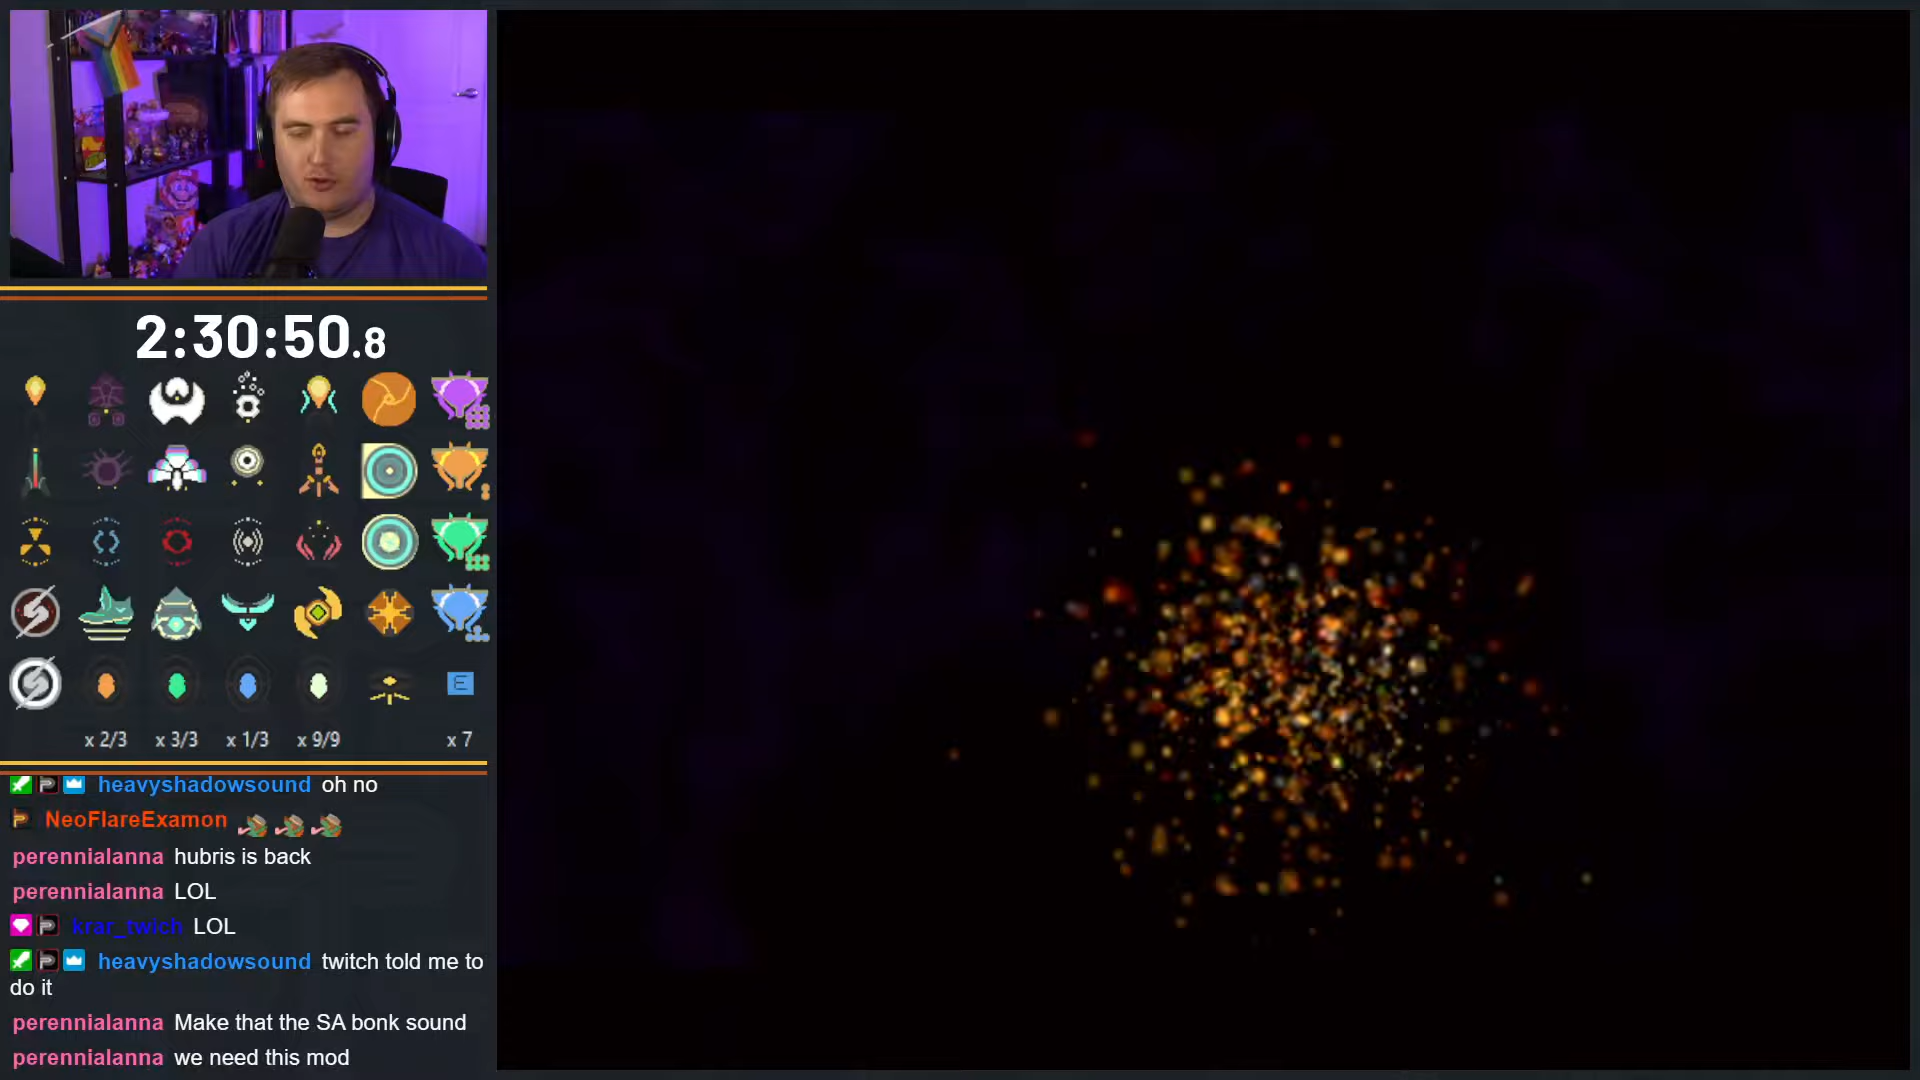 2:30:50.8
x 2/3 x 3/3 x 1/3 x 9/9 x 7
heavyshadowsound oh no
NeoFlareExamon
perennialanna hubris is back
perennialanna LOL
krar_twich LOL
heavyshadowsound twitch told me to
do it
perennialanna Make that the SA bonk sound
perennialanna we need this mod